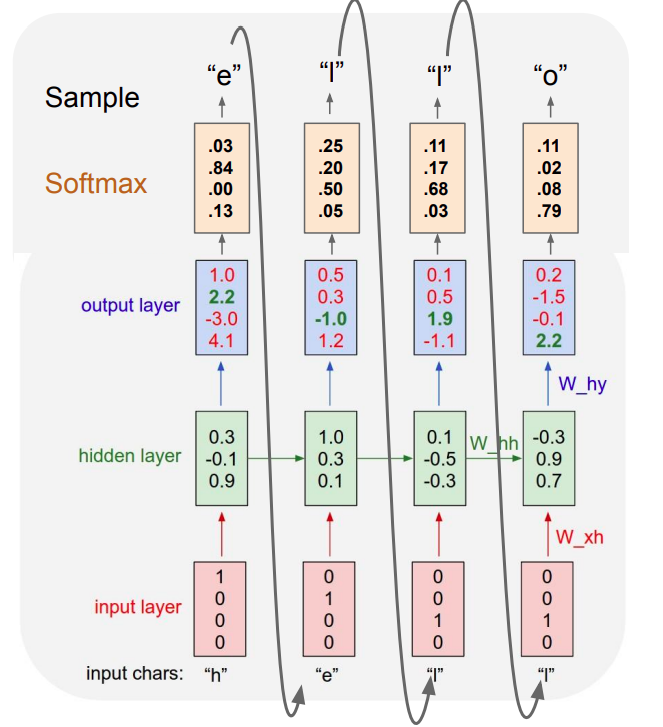 “e” “l” “l” “o”
Sample
Softmax
.03 .25 .11 .11
.84 .20 .17 .02
.00 .50 .68 .08
.13 .05 .03 .79
output layer
1.0 0.5 0.1 0.2
2.2 0.3 0.5 -1.5
-3.0 -1.0 1.9 -0.1
4.1 1.2 -1.1 2.2
W_hy
hidden layer
0.3 1.0 0.1 -0.3
-0.1 0.3 -0.5 0.9
0.9 0.1 -0.3 0.7
W_hh
W_xh
input layer
1 0 0 0
0 1 0 0
0 0 1 1
0 0 0 0
input chars: “h” “e” “l” “l”